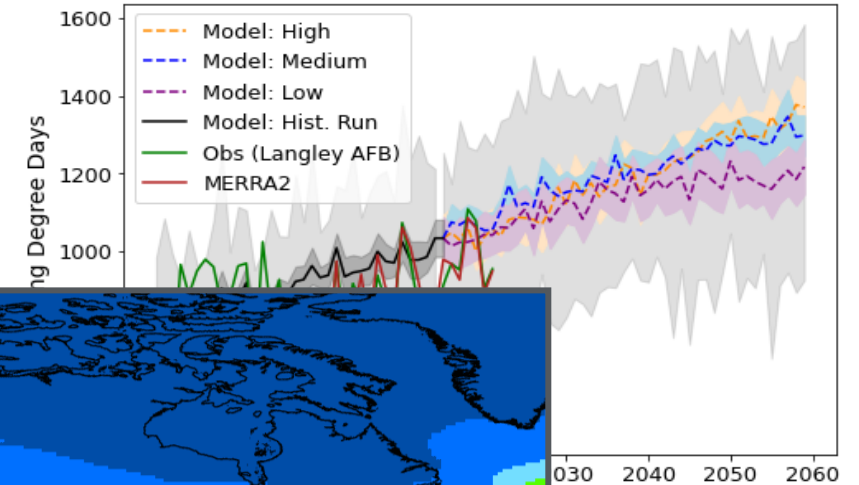 1600
1400
1200
1000
ng Degree Days
Model: High
Model: Medium
Model: Low
Model: Hist. Run
Obs (Langley AFB)
MERRA2
030
2040
2050
2060